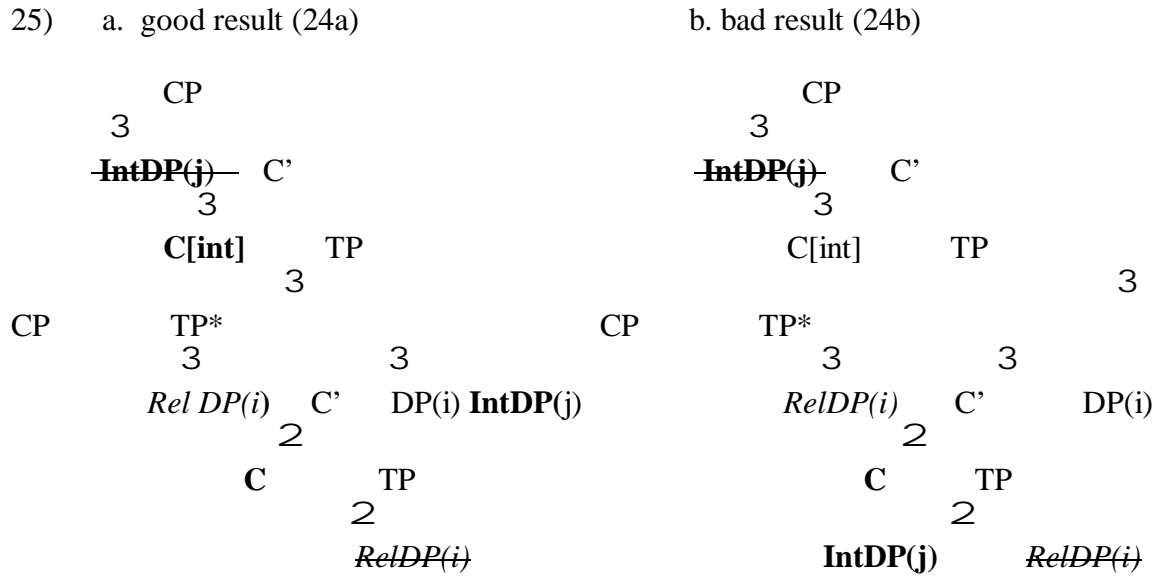 25) a. good result (24a) b. bad result (24b)
CP CP
3 3
IntDP(j) C’ IntDP(j) C’
3 3
C[int] TP C[int] TP
3 3
CP TP* CP TP*
3 3 3 3
Rel DP(i) C’ DP(i) IntDP(j) RelDP(i) C’ DP(i)
2 2
C TP C TP
2 2
RelDP(i) IntDP(j) RelDP(i)